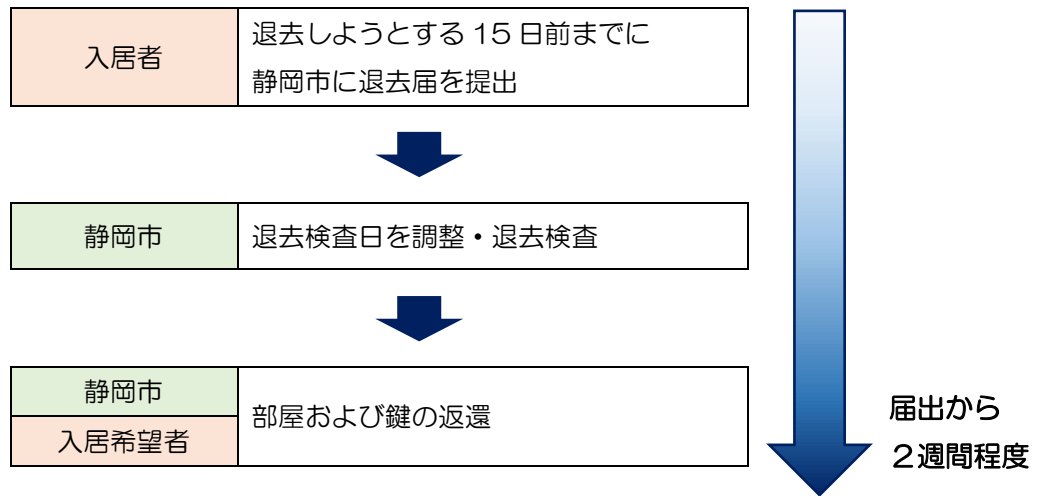 入居者
退去しようとする 15 日前までに
静岡市に退去届を提出
静岡市
退去検査日を調整・退去検査
静岡市
入居希望者
部屋および鍵の返還
届出から
２週間程度